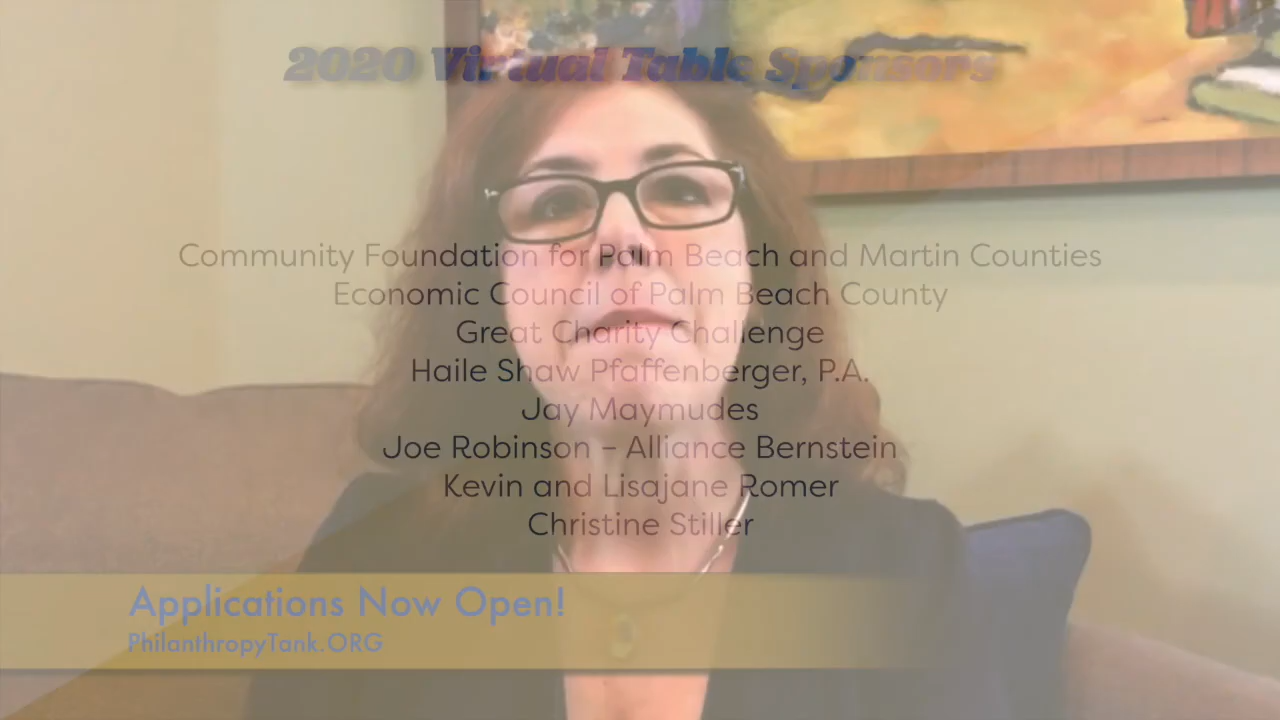 2020 Virtual Table Sponsors
Community Foundation for Palm Beach and Martin Counties
Economic Council of Palm Beach County
Great Charity Challenge
Haile Shaw Pfaffenberger, P.A.
Jay Maymudes
Joe Robinson – Alliance Bernstein
Kevin and Lisajane Romer
Christine Stiller
Applications Now Open!
PhilanthropyTank.ORG